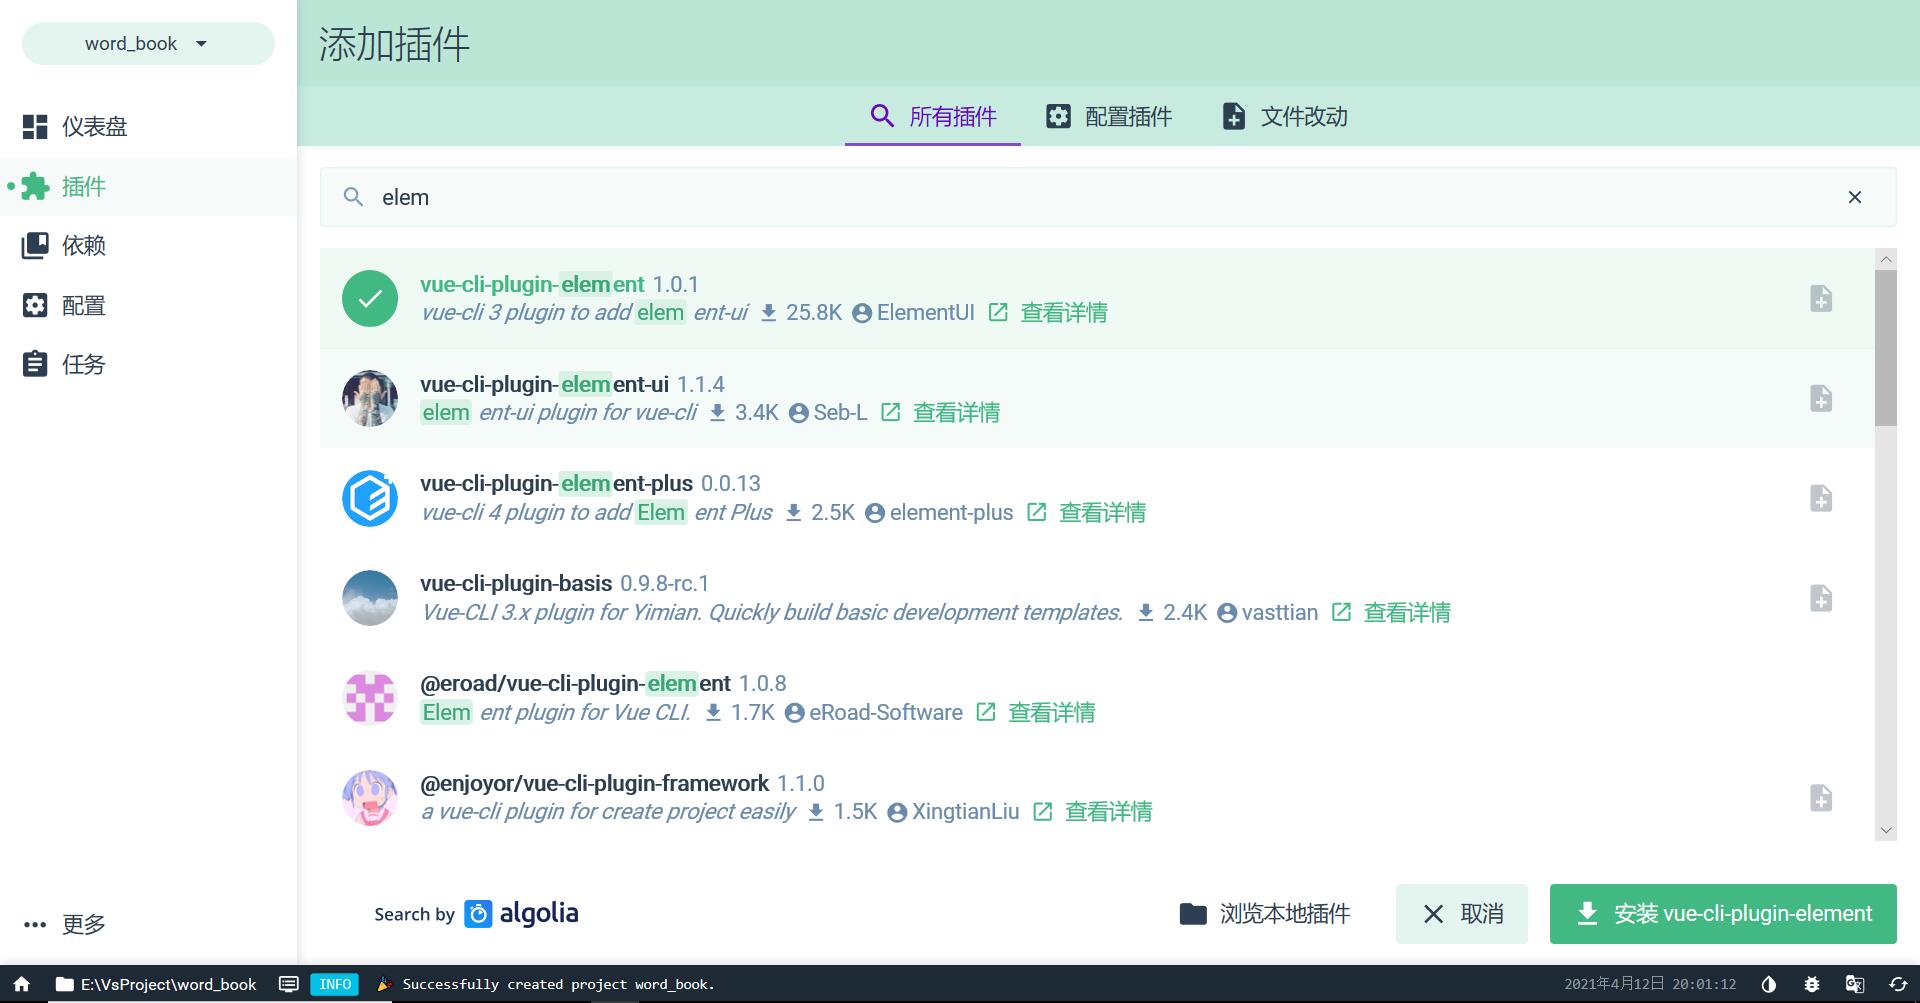 word_book
添加插件
所有插件 配置插件 文件改动
仪表盘
插件
依赖
配置
任务
更多
elem
vue-cli-plugin-element 1.0.1
vue-cli 3 plugin to add element-ui 25.8K ElementUI 查看详情
vue-cli-plugin-element-ui 1.1.4
element-ui plugin for vue-cli 3.4K Seb-L 查看详情
vue-cli-plugin-element-plus 0.0.13
vue-cli 4 plugin to add Element Plus 2.5K element-plus 查看详情
vue-cli-plugin-basis 0.9.8-rc.1
Vue-CLI 3.x plugin for Yimian. Quickly build basic development templates. 2.4K vasttian 查看详情
@eroad/vue-cli-plugin-element 1.0.8
Element plugin for Vue CLI. 1.7K eRoad-Software 查看详情
@enjoyor/vue-cli-plugin-framework 1.1.0
a vue-cli plugin for create project easily 1.5K XingtianLiu 查看详情
Search by algolia
浏览本地插件 取消 安装 vue-cli-plugin-element
E:\VsProject\word_book INFO Successfully created project word_book. 2021年4月12日 20:01:12